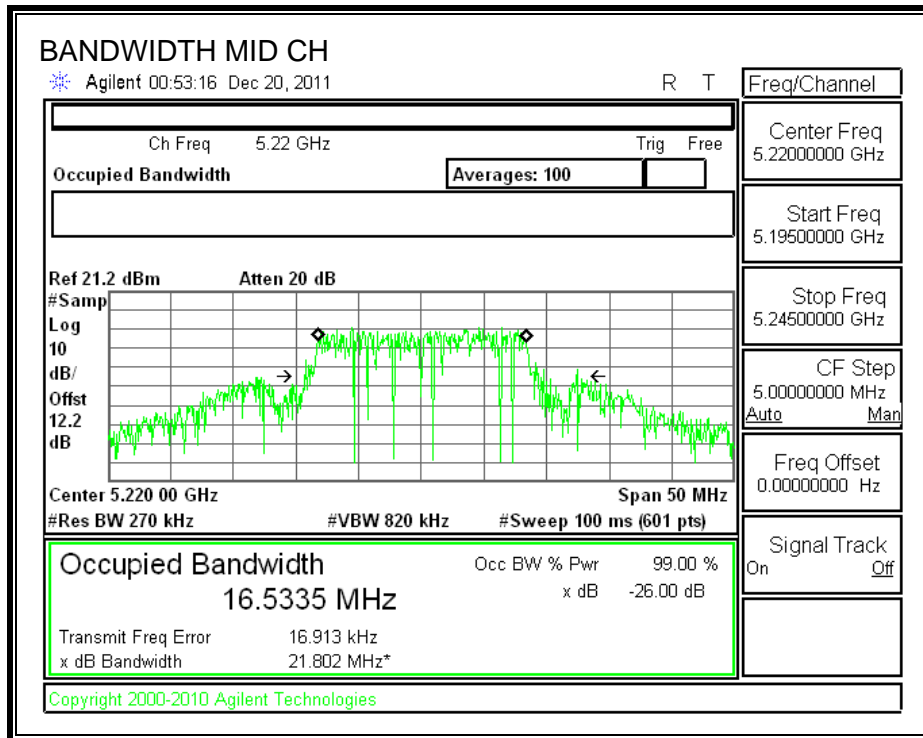 BANDWIDTH MID CH
Agilent 00:53:16 Dec 20, 2011 R T
Freq/Channel
Ch Freq 5.22 GHz Trig Free
Occupied Bandwidth Averages: 100
Center Freq
5.22000000 GHz
Start Freq
5.19500000 GHz
Stop Freq
5.24500000 GHz
CF Step
5.00000000 MHz
Auto Man
Freq Offset
0.00000000 Hz
Signal Track
On Off
Ref 21.2 dBm Atten 20 dB
#Samp
Log
10
dB/
Offst
12.2
dB
Center 5.220 00 GHz Span 50 MHz
#Res BW 270 kHz #VBW 820 kHz #Sweep 100 ms (601 pts)
Occupied Bandwidth Occ BW % Pwr 99.00 %
16.5335 MHz x dB -26.00 dB
Transmit Freq Error 16.913 kHz
x dB Bandwidth 21.802 MHz*
Copyright 2000-2010 Agilent Technologies